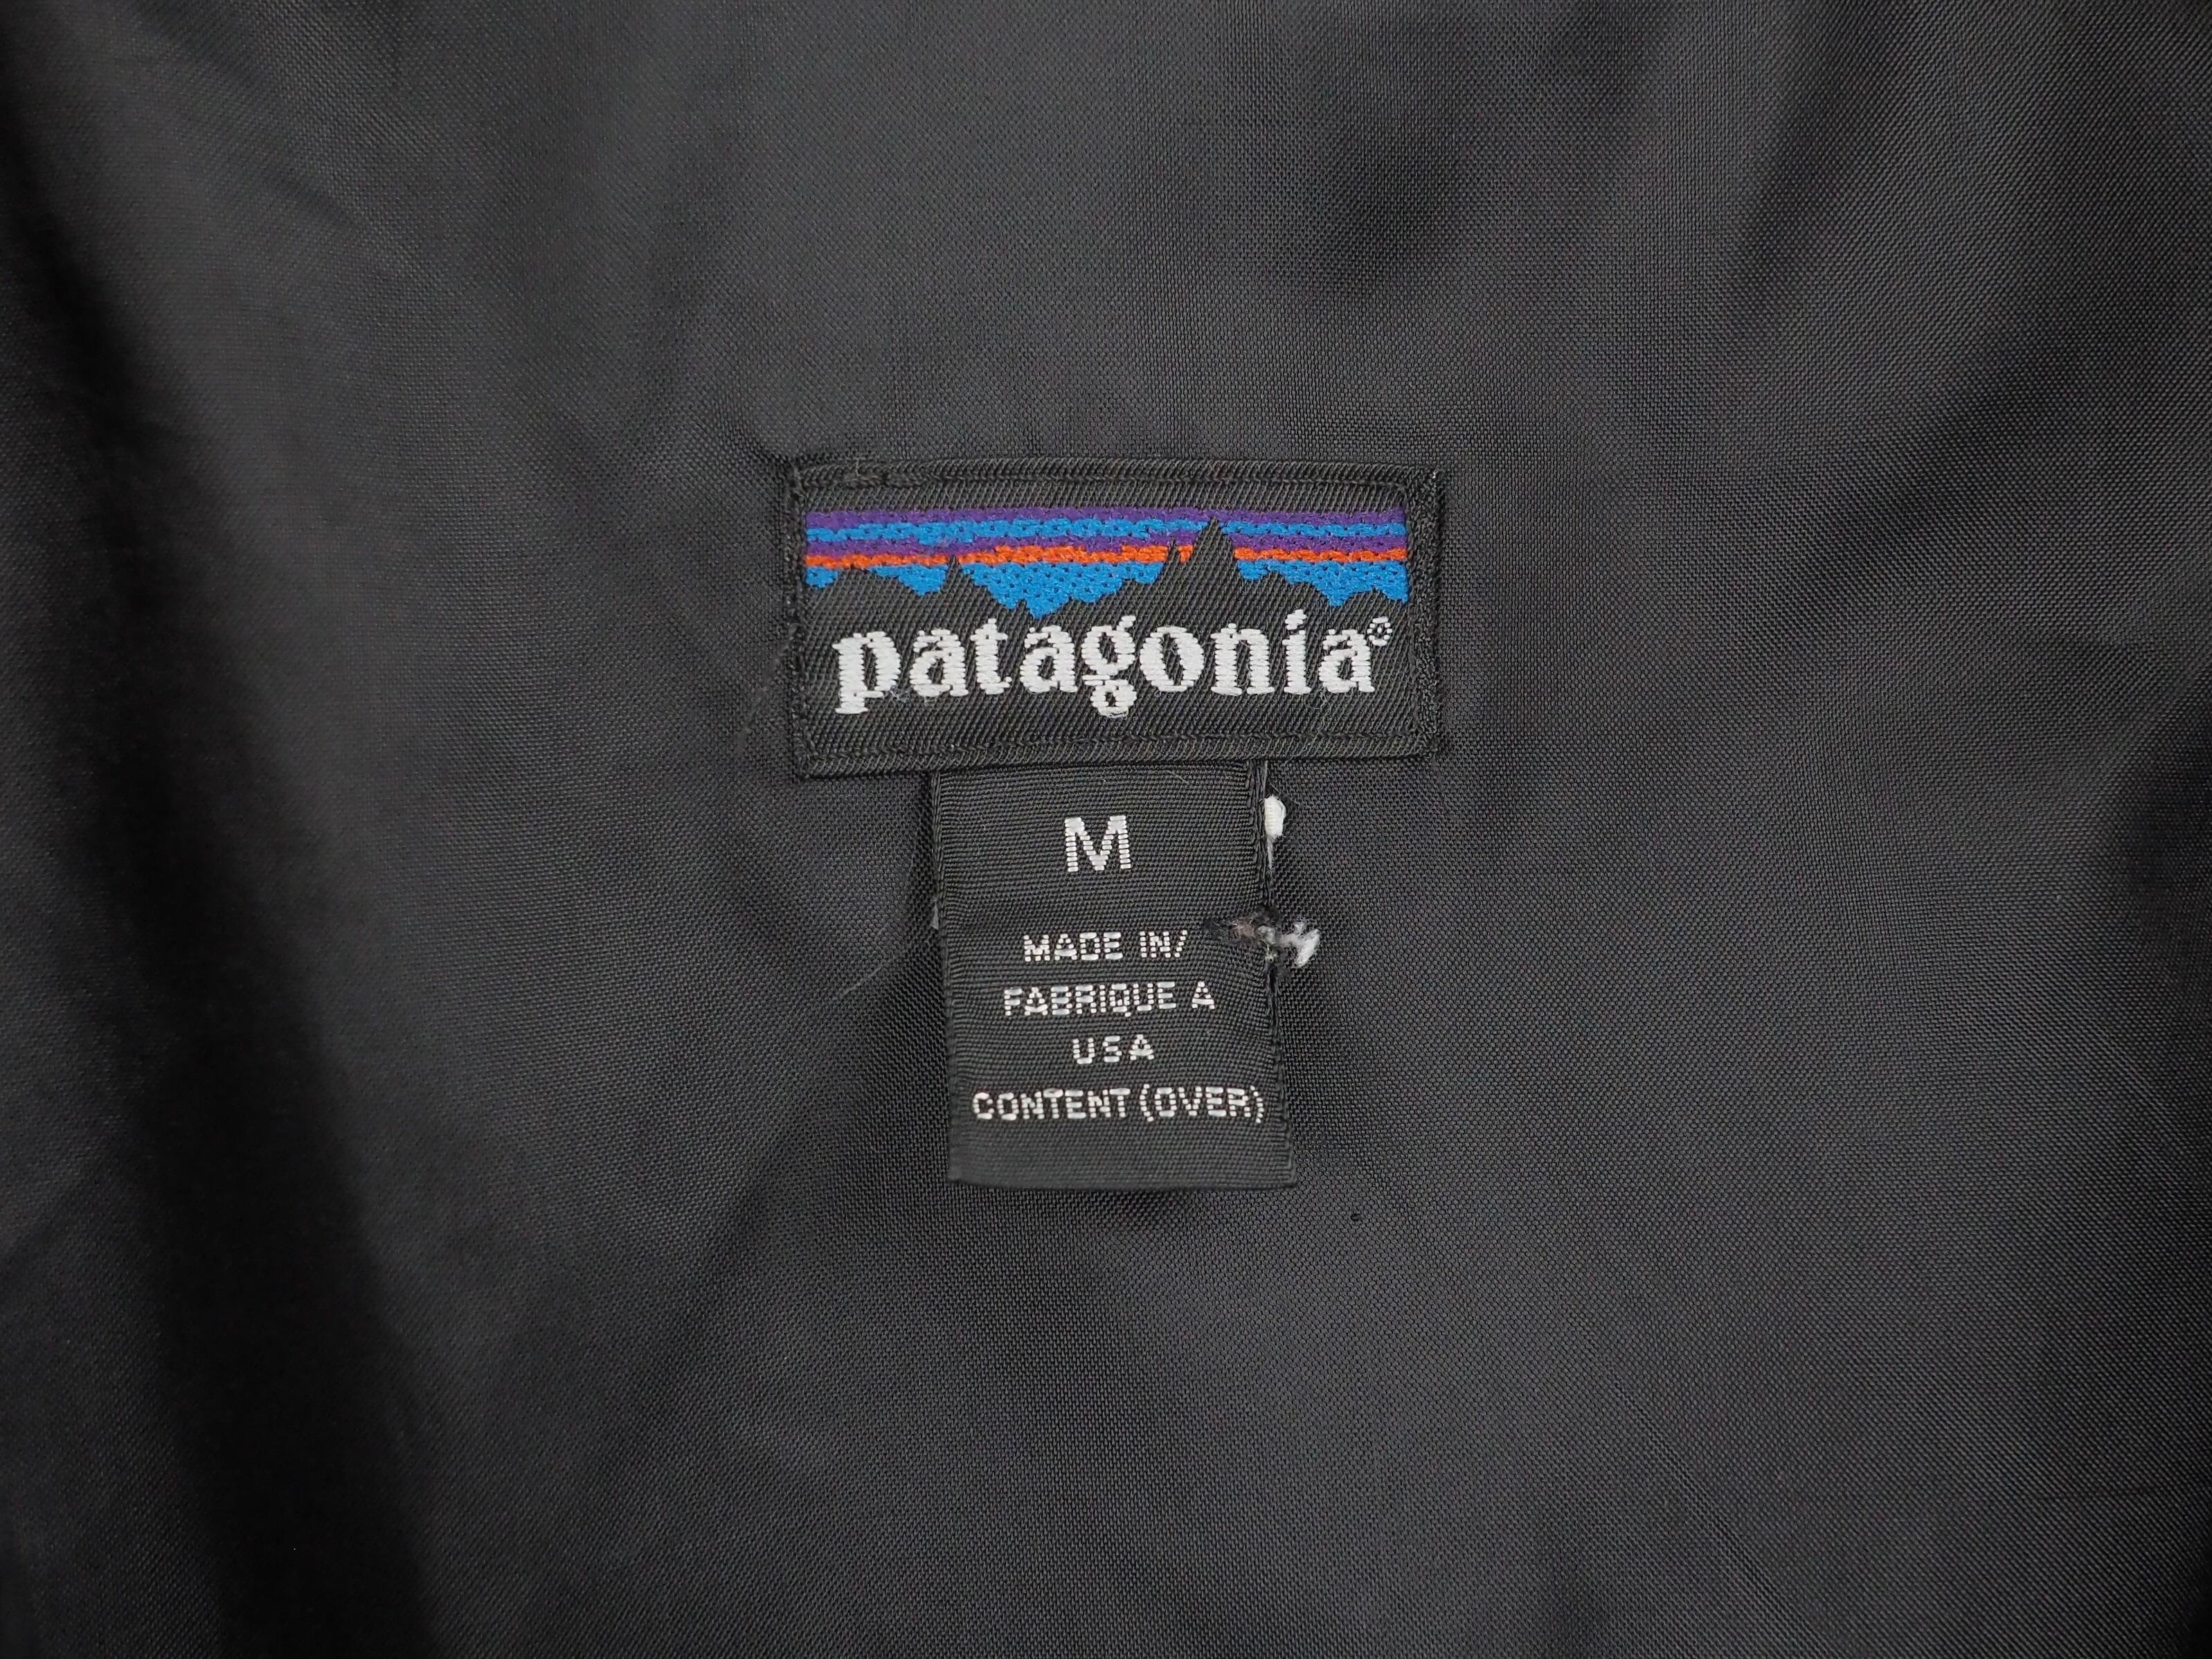 patagonia®
M
MADE IN/
FABRIQUE A
USA
CONTENT (OVER)